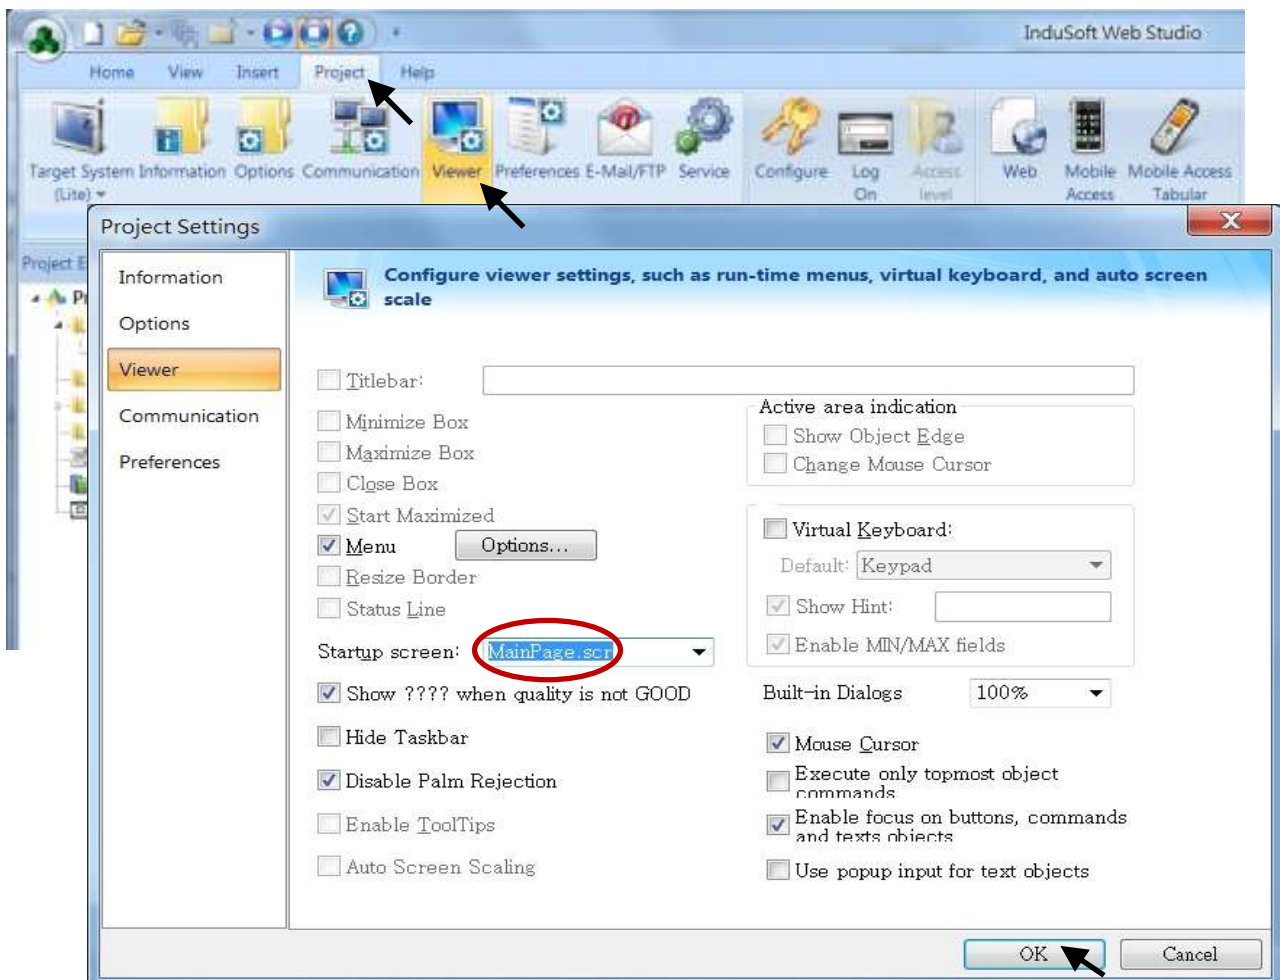 InduSoft Web Studio
Home View Insert Project Help
Target System (Lite)
Information
Options
Communication
Viewer
Preferences
E-Mail/FTP
Service
Configure
Log On
Access level
Web
Mobile Access
Mobile Access Tabular
Project Settings
Project E
Pr
Information
Options
Viewer
Communication
Preferences
Configure viewer settings, such as run-time menus, virtual keyboard, and auto screen
scale
Titlebar:
Minimize Box
Maximize Box
Close Box
Start Maximized
Menu Options...
Resize Border
Status Line
Startup screen: MainPage.scr
Show ???? when quality is not GOOD
Hide Taskbar
Disable Palm Rejection
Enable ToolTips
Auto Screen Scaling
Active area indication
Show Object Edge
Change Mouse Cursor
Virtual Keyboard:
Default: Keypad
Show Hint:
Enable MIN/MAX fields
Built-in Dialogs 100%
Mouse Cursor
Execute only topmost object
commands
Enable focus on buttons, commands
and texts objects
Use popup input for text objects
OK Cancel